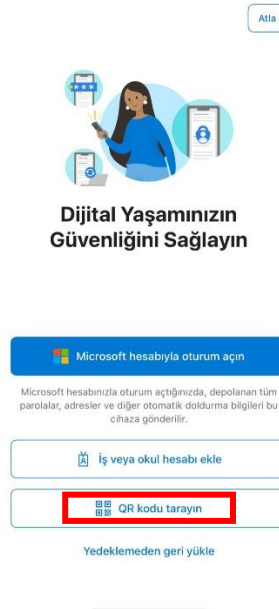 Atla
Dijital Yaşamınızın
Güvenliğini Sağlayın
Microsoft hesabıyla oturum açın
Microsoft hesabınızla oturum açtığınızda, depolanan tüm
parolalar, adresler ve diğer otomatik doldurma bilgileri bu
cihaza gönderilir.
İş veya okul hesabı ekle
QR kodu tarayın
Yedeklemeden geri yükle